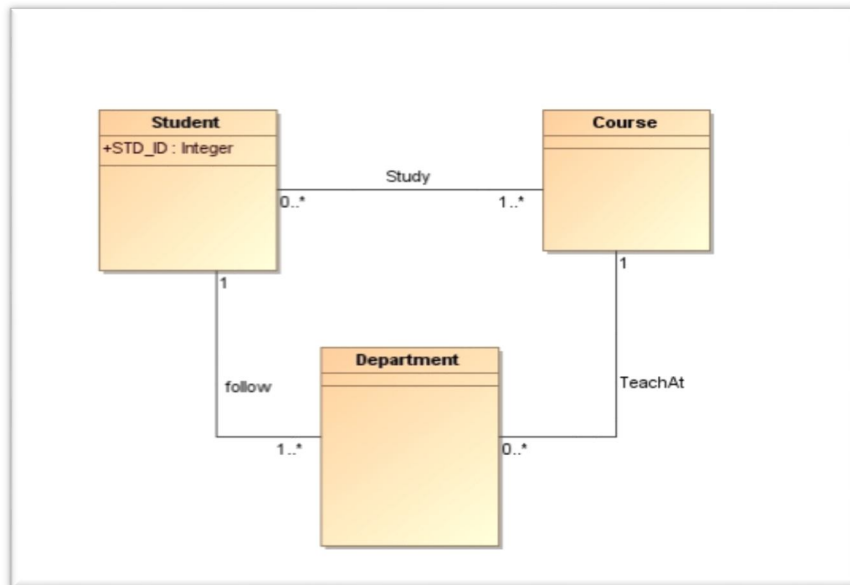 Student
+STD_ID : Integer
Course
Study
0..*
1..*
1
1
Department
follow
TeachAt
1..*
0..*